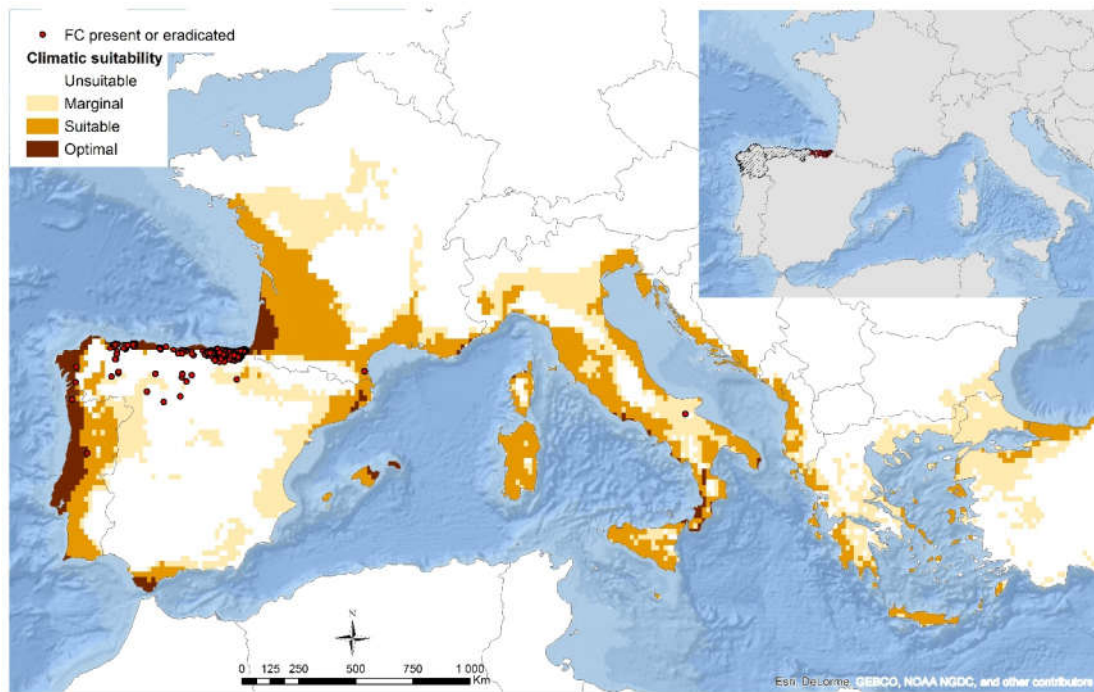 FC present or eradicated
Climatic suitability
Unsuitable
Marginal
Suitable
Optimal
N
0 125 250 500 750 1 000
Km
Esri, DeLorme, GEBCO, NOAA NGDC, and other contributors